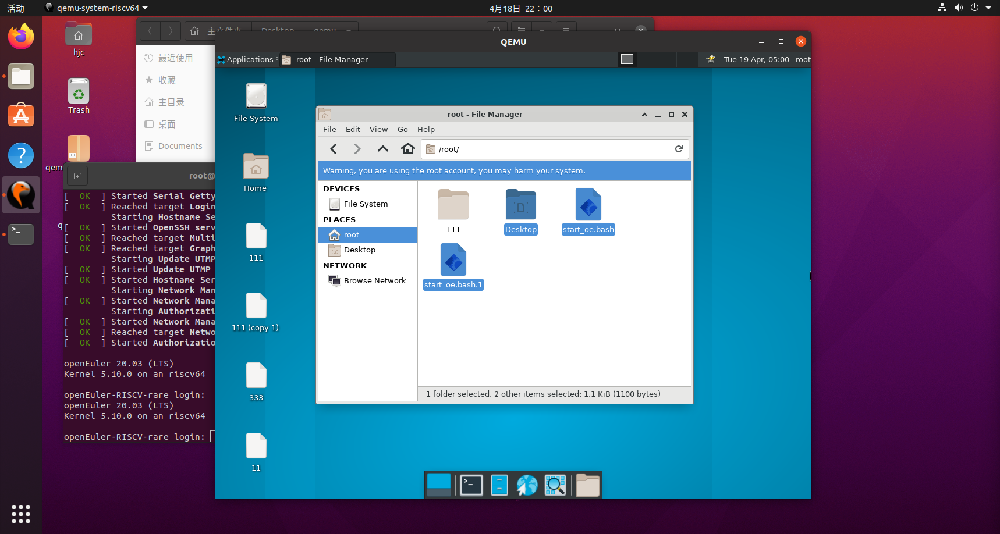 活动
qemu-system-riscv64
4月18日 22：00
hjc
Trash
qem
q
主文件夹
Desktop
qemu
最近使用
收藏
主目录
桌面
Documents
root@
[  OK  ] Started Serial Getty
[  OK  ] Reached target Login
Starting Hostname Se
[  OK  ] Started OpenSSH serv
[  OK  ] Reached target Multi
[  OK  ] Reached target Graph
Starting Update UTMP
[  OK  ] Started Update UTMP
[  OK  ] Started Hostname Ser
Starting Network Man
[  OK  ] Started Network Mana
Starting Authorizati
[  OK  ] Started Network Mana
[  OK  ] Reached target Netwo
[  OK  ] Started Authorizatio
openEuler 20.03 (LTS)
Kernel 5.10.0 on an riscv64
openEuler-RISCV-rare login:
openEuler 20.03 (LTS)
Kernel 5.10.0 on an riscv64
openEuler-RISCV-rare login:
QEMU
Applications
root - File Manager
Tue 19 Apr, 05:00
root
File System
Home
111
111 (copy 1)
333
11
root - File Manager
File Edit View Go Help
/root/
Warning, you are using the root account, you may harm your system.
DEVICES
File System
PLACES
root
Desktop
NETWORK
Browse Network
111
Desktop
start_oe.bash
start_oe.bash.1
1 folder selected, 2 other items selected: 1.1 KiB (1100 bytes)